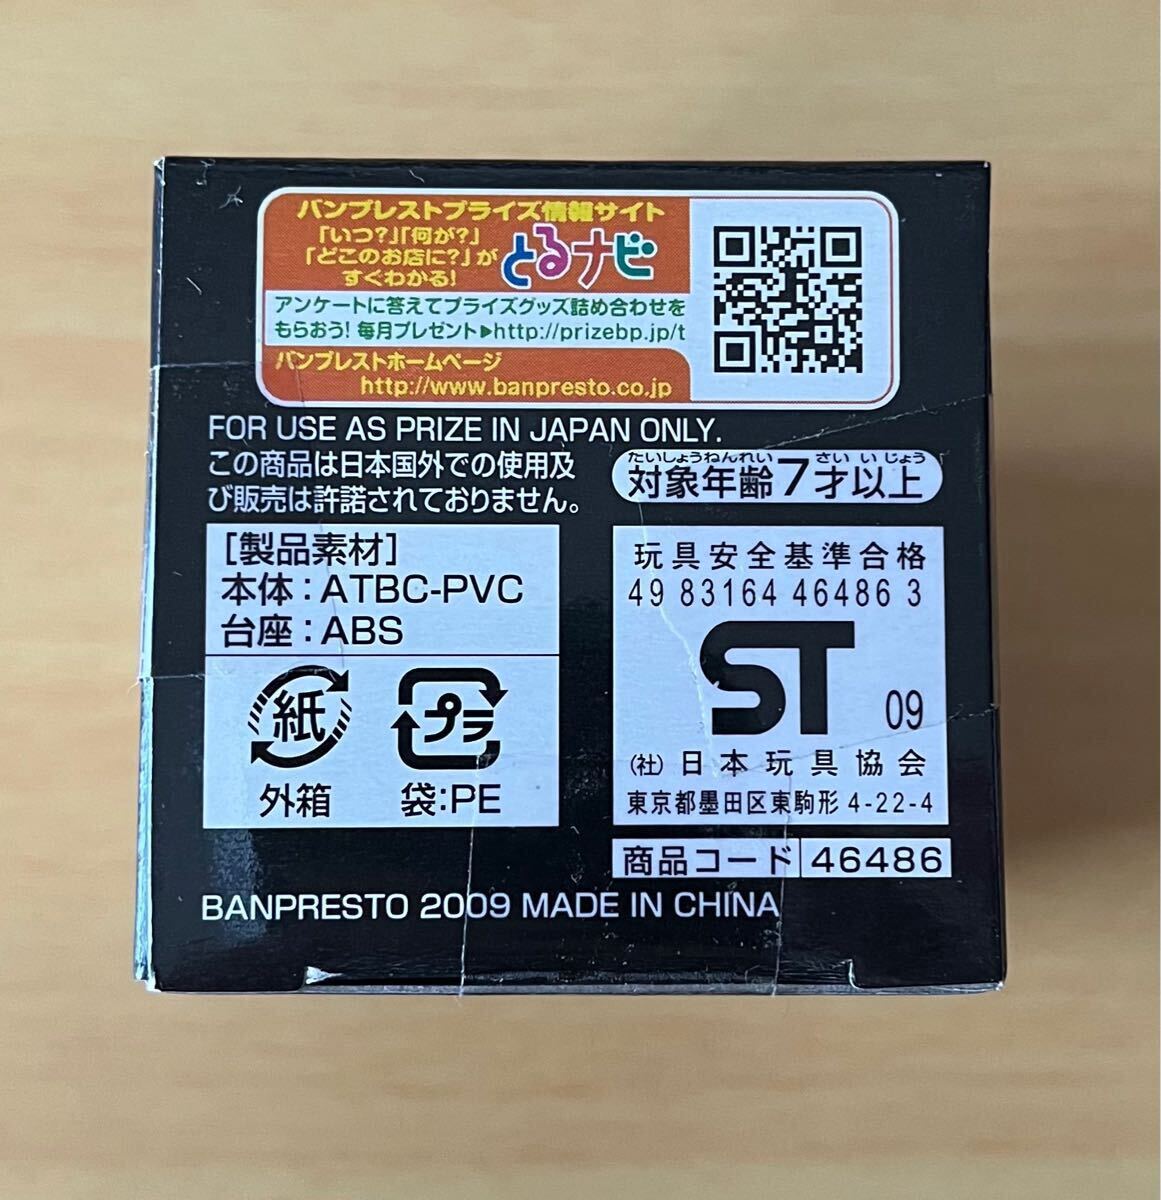 バンプレストプライズ情報サイト
「いつ?」「何が?」
「どこのお店に?」が
すぐわかる!
とるナビ
アンケートに答えてプライズグッズ詰め合わせを
もらおう! 毎月プレゼント▶http://prizebp.jp/t
バンプレストホームページ
http://www.banpresto.co.jp
FOR USE AS PRIZE IN JAPAN ONLY.
この商品は日本国外での使用及
び販売は許諾されておりません。
たいしょうねんれい さい いじょう
対象年齢7才以上
[製品素材]
本体:ATBC-PVC
台座:ABS
紙
外箱
プラ
袋:PE
玩具安全基準合格
49 83164 46486 3
ST 09
(社)日本玩具協会
東京都墨田区東駒形 4-22-4
商品コード 46486
BANPRESTO 2009 MADE IN CHINA